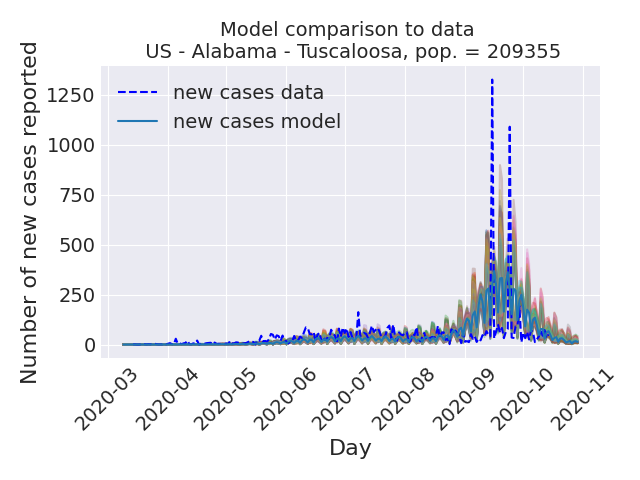 Model comparison to data
US - Alabama - Tuscaloosa, pop. = 209355
Number of new cases reported
1250
1000
750
500
250
0
new cases data
new cases model
2020-03
2020-04
2020-05
2020-06
2020-07
2020-08
2020-09
2020-10
2020-11
Day